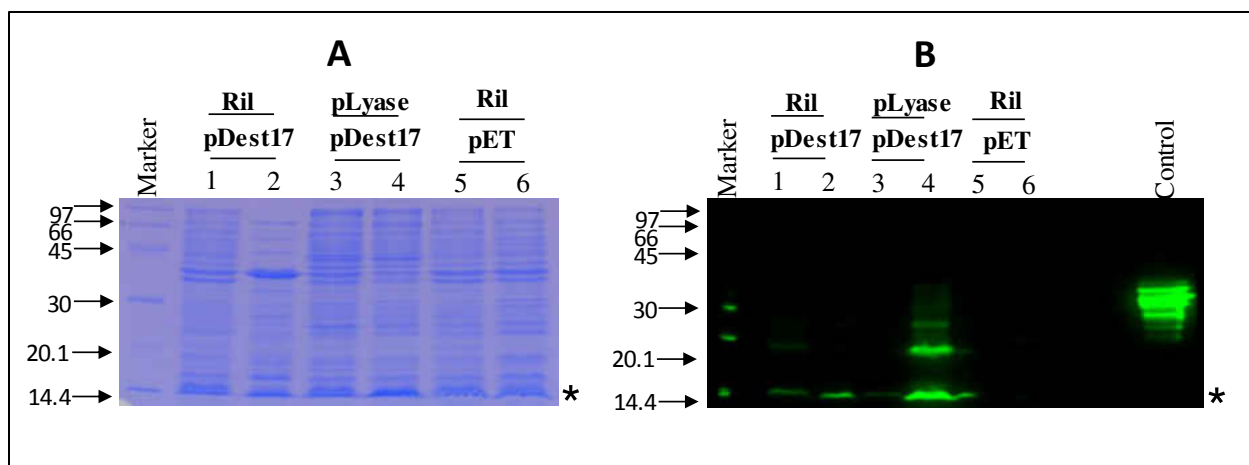 A
Marker
Ril
pDest17
pLyase
pDest17
Ril
pET
1 2 3 4 5 6
97
66
45
30
20.1
14.4
*
B
Marker
Ril
pDest17
pLyase
pDest17
Ril
pET
1 2 3 4 5 6
Control
97
66
45
30
20.1
14.4
*